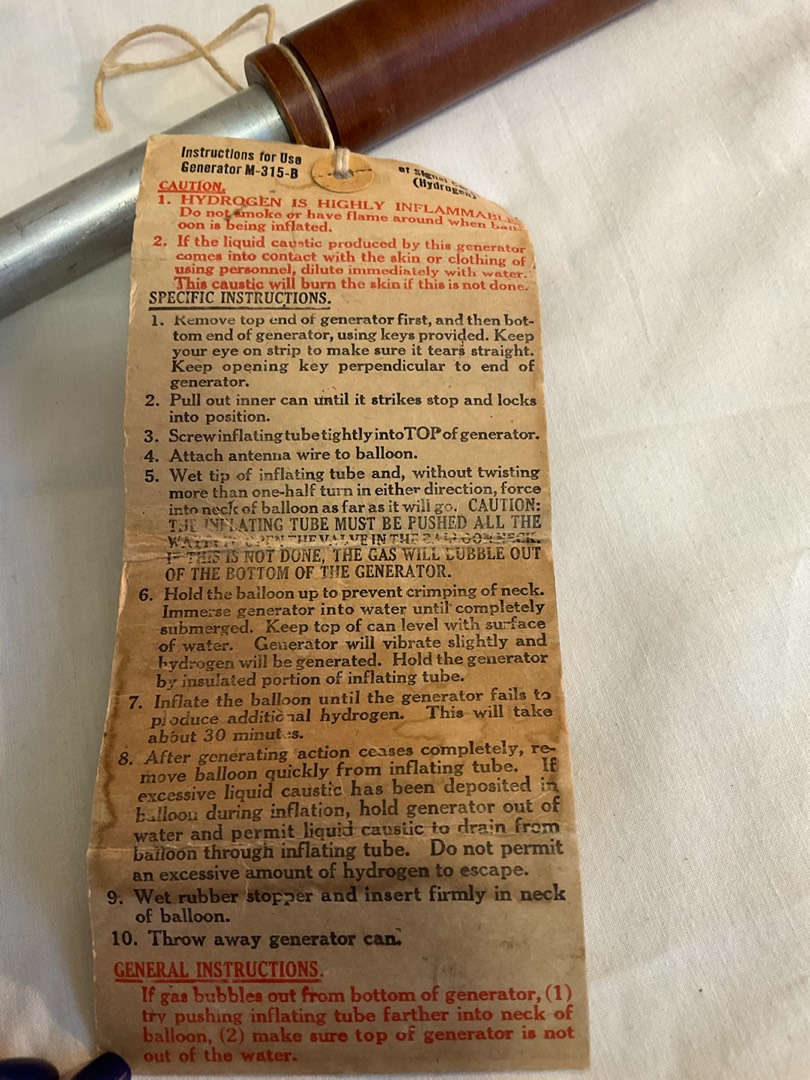 Instructions for Use of Signal
Generator M-315-B (Hydrogen)
CAUTION.
1. HYDROGEN IS HIGHLY INFLAMMABLE.
Do not smoke or have flame around when ball-
oon is being inflated.
2. If the liquid caustic produced by this generator
comes into contact with the skin or clothing of
using personnel, dilute immediately with water.
This caustic will burn the skin if this is not done.
SPECIFIC INSTRUCTIONS.
1. Remove top end of generator first, and then bot-
tom end of generator, using keys provided. Keep
your eye on strip to make sure it tears straight.
Keep opening key perpendicular to end of
generator.
2. Pull out inner can until it strikes stop and locks
into position.
3. Screw inflating tube tightly into TOP of generator.
4. Attach antenna wire to balloon.
5. Wet tip of inflating tube and, without twisting
more than one-half turn in either direction, force
into neck of balloon as far as it will go. CAUTION:
THE INFLATING TUBE MUST BE PUSHED ALL THE
WAY IN TO OPEN THE VALVE IN THE BALLOON NECK.
IF THIS IS NOT DONE, THE GAS WILL BUBBLE OUT
OF THE BOTTOM OF THE GENERATOR.
6. Hold the balloon up to prevent crimping of neck.
Immerse generator into water until completely
submerged. Keep top of can level with surface
of water. Generator will vibrate slightly and
hydrogen will be generated. Hold the generator
by insulated portion of inflating tube.
7. Inflate the balloon until the generator fails to
produce additional hydrogen. This will take
about 30 minutes.
8. After generating action ceases completely, re-
move balloon quickly from inflating tube. If
excessive liquid caustic has been deposited in
balloon during inflation, hold generator out of
water and permit liquid caustic to drain from
balloon through inflating tube. Do not permit
an excessive amount of hydrogen to escape.
9. Wet rubber stopper and insert firmly in neck
of balloon.
10. Throw away generator can.
GENERAL INSTRUCTIONS.
If gas bubbles out from bottom of generator, (1)
try pushing inflating tube farther into neck of
balloon, (2) make sure top of generator is not
out of the water.